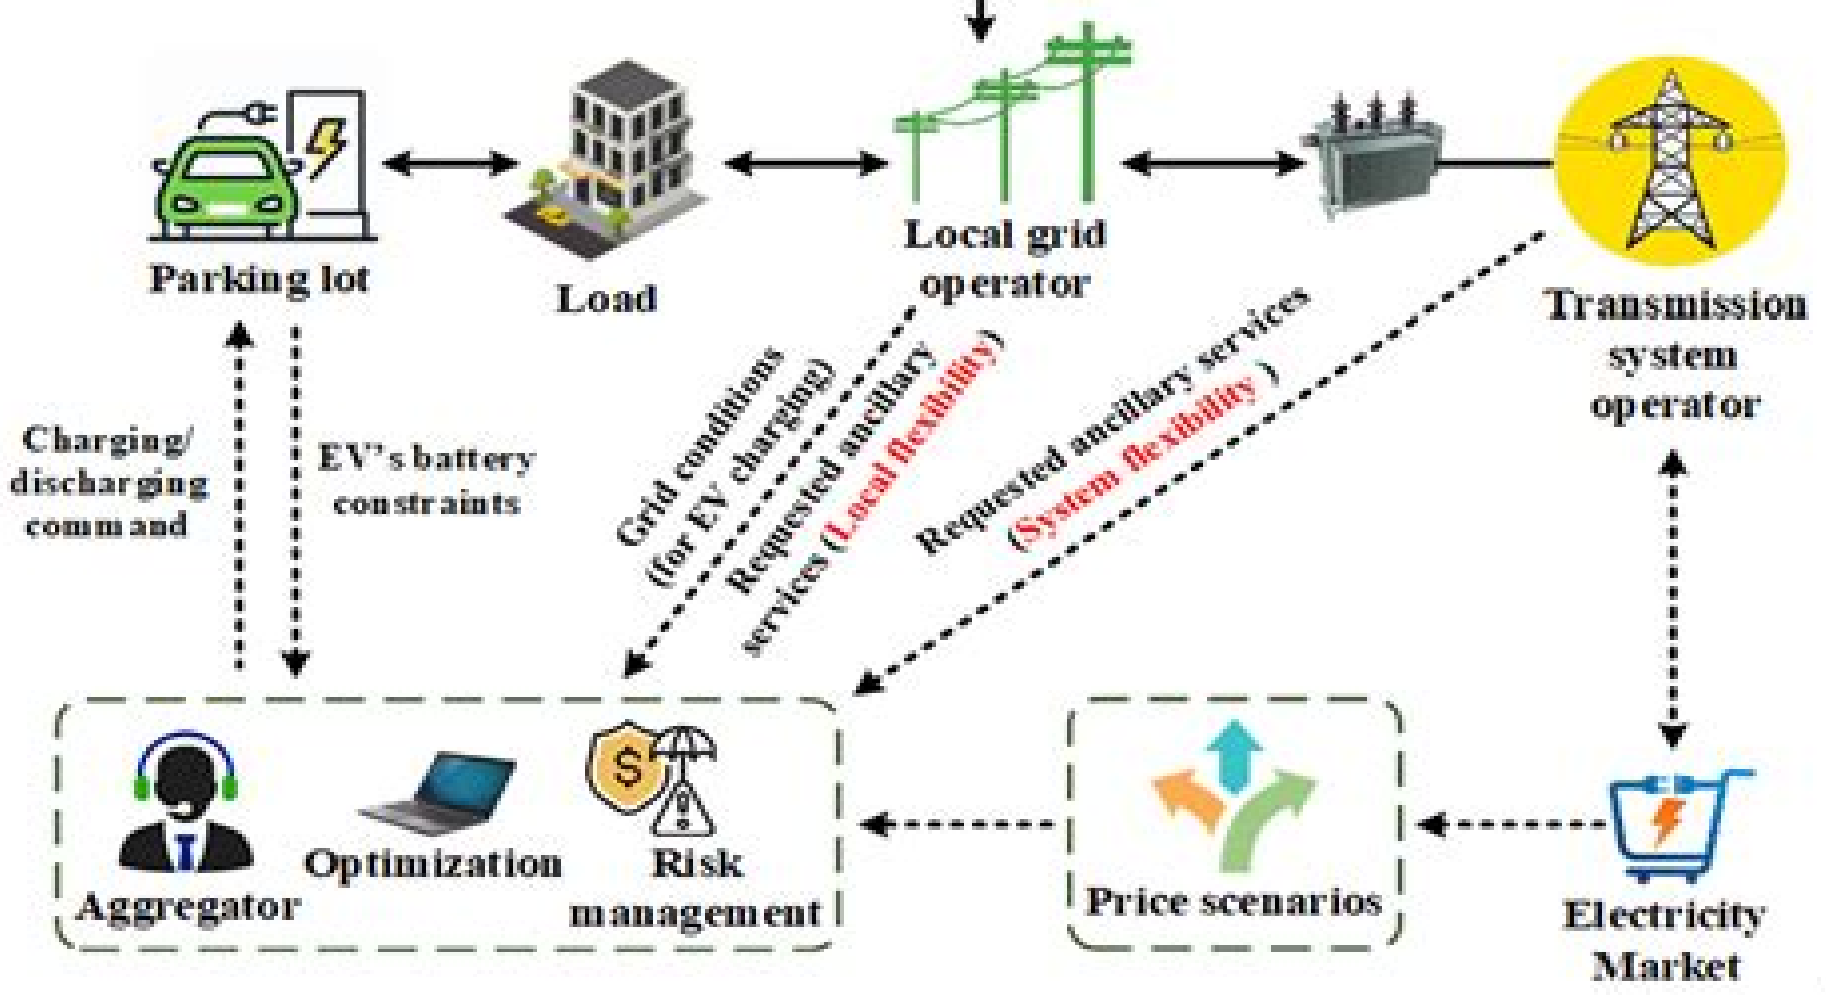 Parking lot
Load
Local grid
operator
Transmission
system
operator
Charging/
discharging
command
EV's battery
constraints
Grid conditions
(for EV charging)
Requested ancillary
services (Local flexibility)
Requested ancillary services
(System flexibility )
Aggregator
Optimization
Risk
management
Price scenarios
Electricity
Market